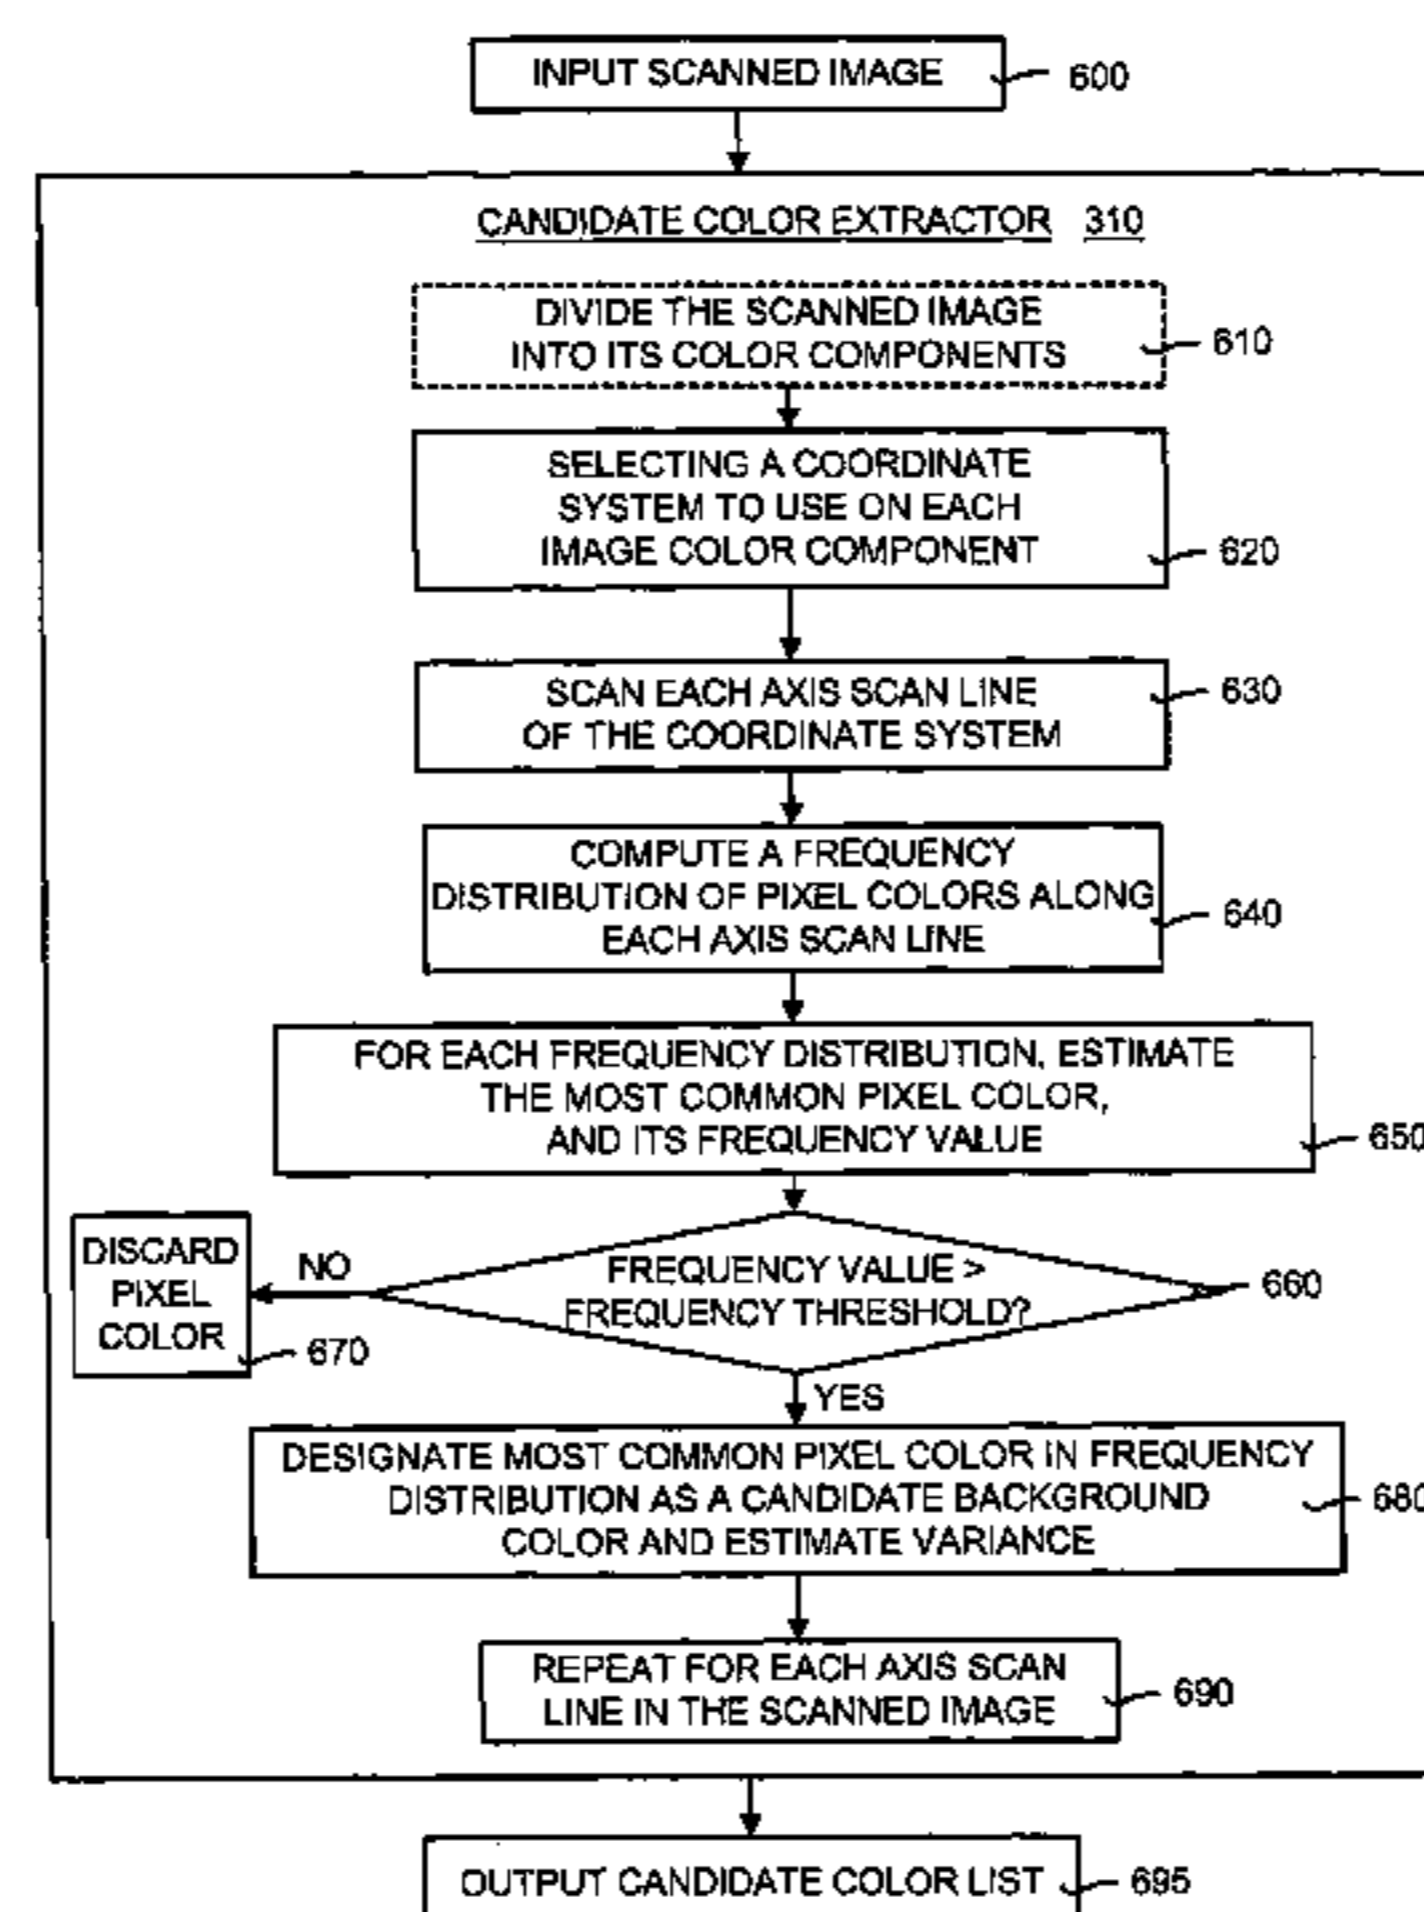 INPUT SCANNED IMAGE 600
CANDIDATE COLOR EXTRACTOR 310
DIVIDE THE SCANNED IMAGE
INTO ITS COLOR COMPONENTS 610
SELECTING A COORDINATE
SYSTEM TO USE ON EACH
IMAGE COLOR COMPONENT 620
SCAN EACH AXIS SCAN LINE 630
OF THE COORDINATE SYSTEM
COMPUTE A FREQUENCY
DISTRIBUTION OF PIXEL COLORS ALONG 640
EACH AXIS SCAN LINE
FOR EACH FREQUENCY DISTRIBUTION, ESTIMATE
THE MOST COMMON PIXEL COLOR,
AND ITS FREQUENCY VALUE 650
FREQUENCY VALUE > 
FREQUENCY THRESHOLD? 660
NO
DISCARD
PIXEL
COLOR 670
YES
DESIGNATE MOST COMMON PIXEL COLOR IN FREQUENCY
DISTRIBUTION AS A CANDIDATE BACKGROUND 680
COLOR AND ESTIMATE VARIANCE
REPEAT FOR EACH AXIS SCAN
LINE IN THE SCANNED IMAGE 690
OUTPUT CANDIDATE COLOR LIST 695